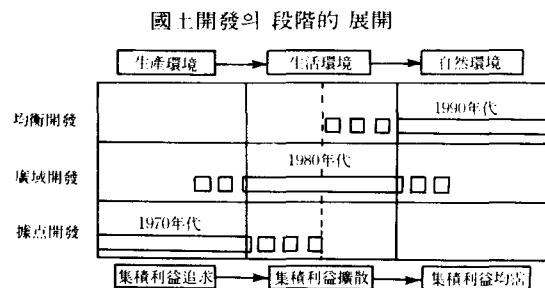 國土開發의 段階的 展開
生產環境 生活環境 自然環境
均衡開發 1990年代
廣域開發 1980年代
據点開發 1970年代
集積利益追求 集積利益擴散 集積利益均霑